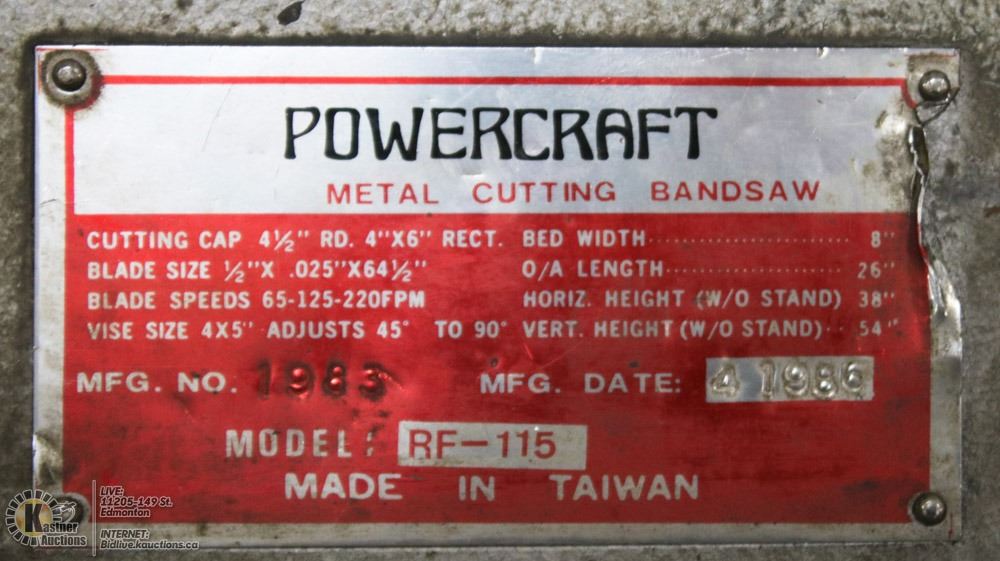 POWERCRAFT
METAL CUTTING BANDSAW
CUTTING CAP 4½" RD. 4"X6" RECT. BED WIDTH 8"
BLADE SIZE ½"X .025"X64½" O/A LENGTH 26"
BLADE SPEEDS 65-125-220FPM HORIZ. HEIGHT (W/O STAND) 38"
VISE SIZE 4X5" ADJUSTS 45° TO 90° VERT. HEIGHT (W/O STAND) 54"
MFG. NO. 1983 MFG. DATE: 4 1986
MODEL: RF-115
MADE IN TAIWAN
Kastner Auctions
LIVE:
11205-149 St.
Edmonton
INTERNET:
Bidlive.kauctions.ca